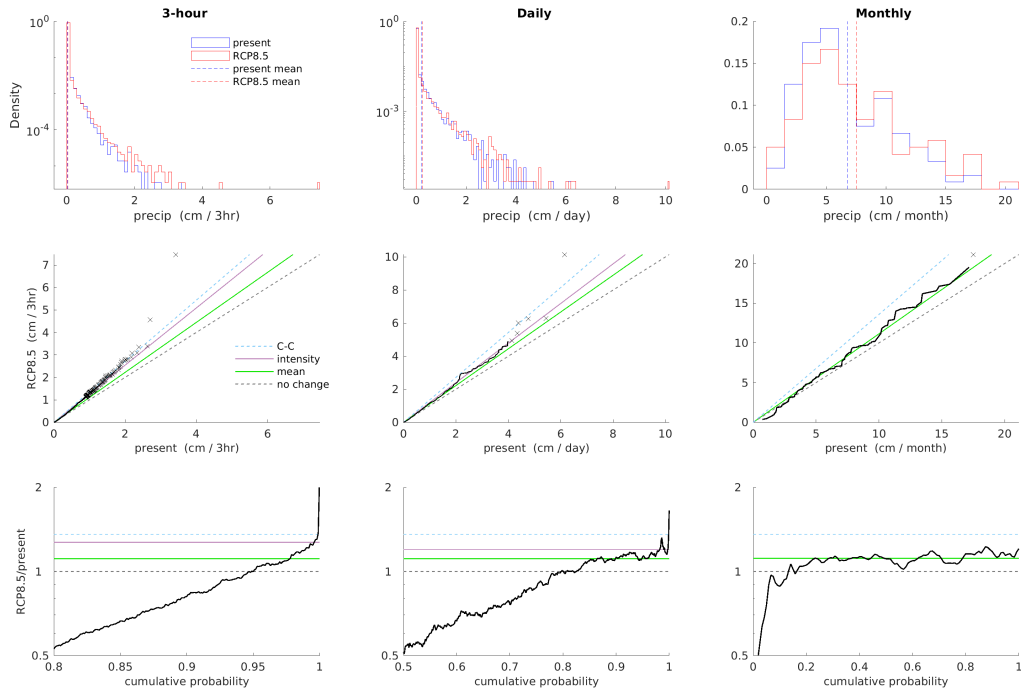 3-hour
Daily
Monthly
Density
10^0
10^-4
present
RCP8.5
present mean
RCP8.5 mean
0 2 4 6
precip (cm / 3hr)
10^0
10^-3
0 2 4 6 8 10
precip (cm / day)
0.2
0.15
0.1
0.05
0
0 5 10 15 20
precip (cm / month)
RCP8.5 (cm / 3hr)
7
6
5
4
3
2
1
0
C-C
intensity
mean
no change
0 2 4 6
present (cm / 3hr)
10
8
6
4
2
0
0 2 4 6 8 10
present (cm / day)
20
15
10
5
0
0 5 10 15 20
present (cm / month)
RCP8.5/present
2
1
0.5
0.8 0.85 0.9 0.95 1
cumulative probability
2
1
0.5
0.5 0.6 0.7 0.8 0.9 1
cumulative probability
2
1
0.5
0 0.2 0.4 0.6 0.8 1
cumulative probability